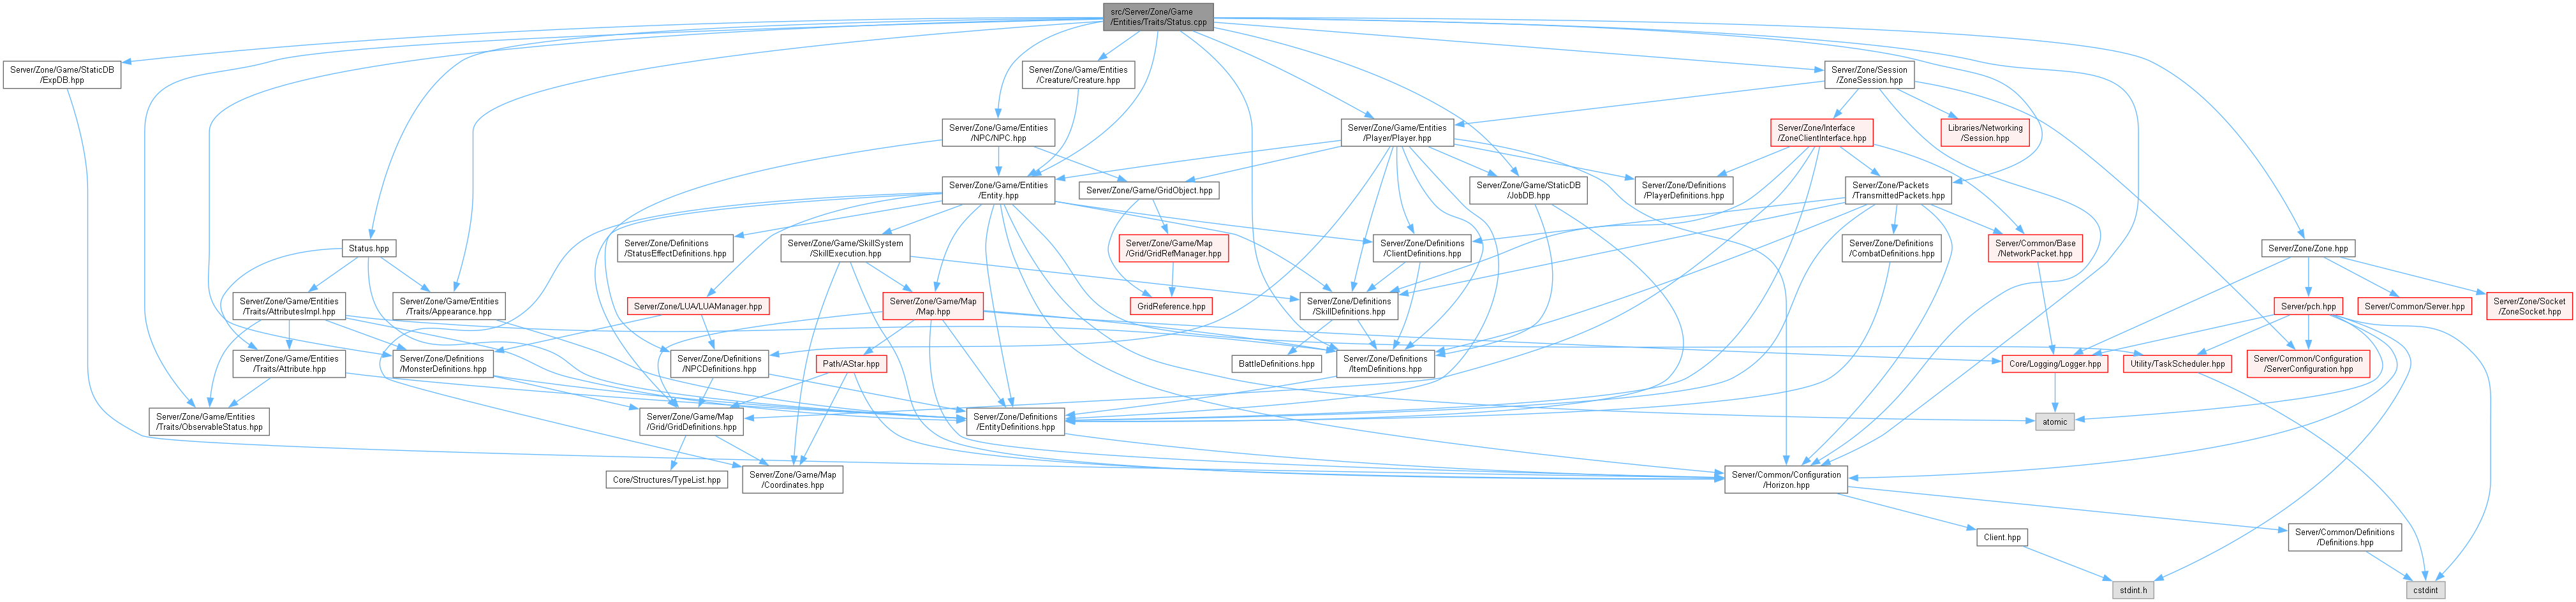 src/Server/Zone/Game
/Entities/Traits/Status.cpp
Server/Zone/Game/StaticDB
/ExpDB.hpp
Server/Zone/Game/Entities
/Creature/Creature.hpp
Server/Zone/Session
/ZoneSession.hpp
Server/Zone/Game/Entities
/NPC/NPC.hpp
Server/Zone/Game/Entities
/Player/Player.hpp
Server/Zone/Interface
/ZoneClientInterface.hpp
Libraries/Networking
/Session.hpp
Server/Zone/Game/Entities
/Entity.hpp
Server/Zone/Game/GridObject.hpp
Server/Zone/Game/StaticDB
/JobDB.hpp
Server/Zone/Definitions
/PlayerDefinitions.hpp
Server/Zone/Packets
/TransmittedPackets.hpp
Status.hpp
Server/Zone/Definitions
/StatusEffectDefinitions.hpp
Server/Zone/Game/SkillSystem
/SkillExecution.hpp
Server/Zone/Game/Map
/Grid/GridRefManager.hpp
Server/Zone/Definitions
/ClientDefinitions.hpp
Server/Zone/Definitions
/CombatDefinitions.hpp
Server/Common/Base
/NetworkPacket.hpp
Server/Zone/Zone.hpp
Server/Zone/Game/Entities
/Traits/AttributesImpl.hpp
Server/Zone/Game/Entities
/Traits/Appearance.hpp
Server/Zone/LUA/LUAManager.hpp
Server/Zone/Game/Map
/Map.hpp
GridReference.hpp
Server/Zone/Definitions
/SkillDefinitions.hpp
Server/pch.hpp
Server/Common/Server.hpp
Server/Zone/Socket
/ZoneSocket.hpp
Server/Zone/Game/Entities
/Traits/Attribute.hpp
Server/Zone/Definitions
/MonsterDefinitions.hpp
Server/Zone/Definitions
/NPCDefinitions.hpp
Path/AStar.hpp
BattleDefinitions.hpp
Server/Zone/Definitions
/ItemDefinitions.hpp
Core/Logging/Logger.hpp
Utility/TaskScheduler.hpp
Server/Common/Configuration
/ServerConfiguration.hpp
Server/Zone/Game/Entities
/Traits/ObservableStatus.hpp
Server/Zone/Game/Map
/Grid/GridDefinitions.hpp
Server/Zone/Definitions
/EntityDefinitions.hpp
atomic
Core/Structures/TypeList.hpp
Server/Zone/Game/Map
/Coordinates.hpp
Server/Common/Configuration
/Horizon.hpp
Client.hpp
Server/Common/Definitions
/Definitions.hpp
stdint.h
cstdint